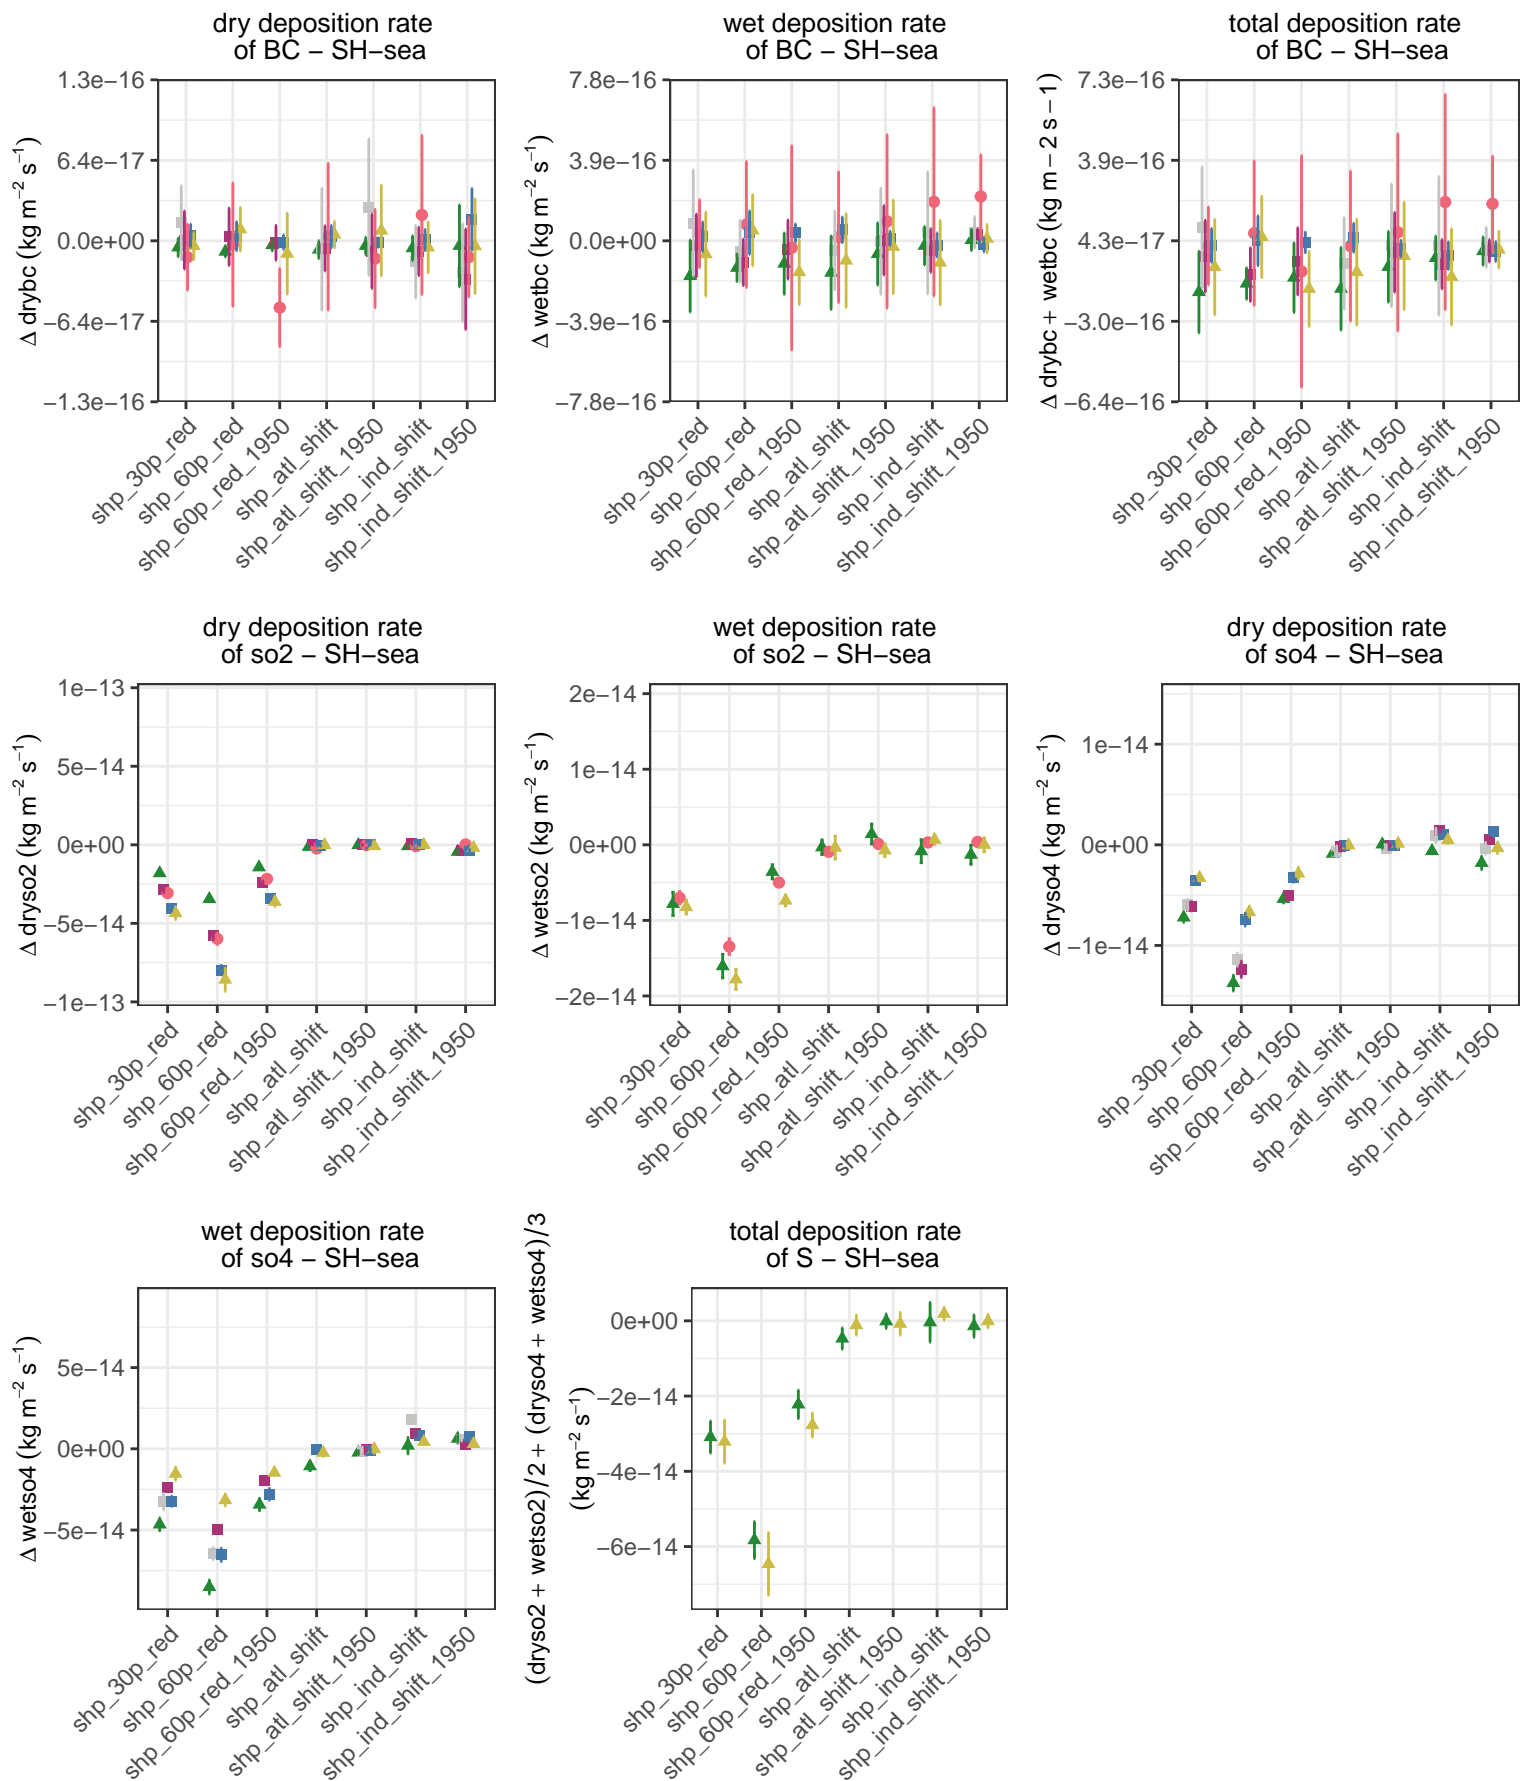 dry deposition rate
of BC − SH−sea
Δ drybc (kg m−2 s−1)
1.3e−16
6.4e−17
0.0e+00
−6.4e−17
−1.3e−16
shp_30p_red
shp_60p_red
shp_60p_red_1950
shp_atl_shift
shp_atl_shift_1950
shp_ind_shift
shp_ind_shift_1950
wet deposition rate
of BC − SH−sea
Δ wetbc (kg m−2 s−1)
7.8e−16
3.9e−16
0.0e+00
−3.9e−16
−7.8e−16
shp_30p_red
shp_60p_red
shp_60p_red_1950
shp_atl_shift
shp_atl_shift_1950
shp_ind_shift
shp_ind_shift_1950
total deposition rate
of BC − SH−sea
Δ drybc + wetbc (kg m − 2 s − 1)
7.3e−16
3.9e−16
4.3e−17
−3.0e−16
−6.4e−16
shp_30p_red
shp_60p_red
shp_60p_red_1950
shp_atl_shift
shp_atl_shift_1950
shp_ind_shift
shp_ind_shift_1950
dry deposition rate
of so2 − SH−sea
Δ dryso2 (kg m−2 s−1)
1e−13
5e−14
0e+00
−5e−14
−1e−13
shp_30p_red
shp_60p_red
shp_60p_red_1950
shp_atl_shift
shp_atl_shift_1950
shp_ind_shift
shp_ind_shift_1950
wet deposition rate
of so2 − SH−sea
Δ wetso2 (kg m−2 s−1)
2e−14
1e−14
0e+00
−1e−14
−2e−14
shp_30p_red
shp_60p_red
shp_60p_red_1950
shp_atl_shift
shp_atl_shift_1950
shp_ind_shift
shp_ind_shift_1950
dry deposition rate
of so4 − SH−sea
Δ dryso4 (kg m−2 s−1)
1e−14
0e+00
−1e−14
shp_30p_red
shp_60p_red
shp_60p_red_1950
shp_atl_shift
shp_atl_shift_1950
shp_ind_shift
shp_ind_shift_1950
wet deposition rate
of so4 − SH−sea
Δ wetso4 (kg m−2 s−1)
5e−14
0e+00
−5e−14
shp_30p_red
shp_60p_red
shp_60p_red_1950
shp_atl_shift
shp_atl_shift_1950
shp_ind_shift
shp_ind_shift_1950
total deposition rate
of S − SH−sea
(dryso2 + wetso2)/2 + (dryso4 + wetso4)/3
(kg m−2 s−1)
0e+00
−2e−14
−4e−14
−6e−14
shp_30p_red
shp_60p_red
shp_60p_red_1950
shp_atl_shift
shp_atl_shift_1950
shp_ind_shift
shp_ind_shift_1950